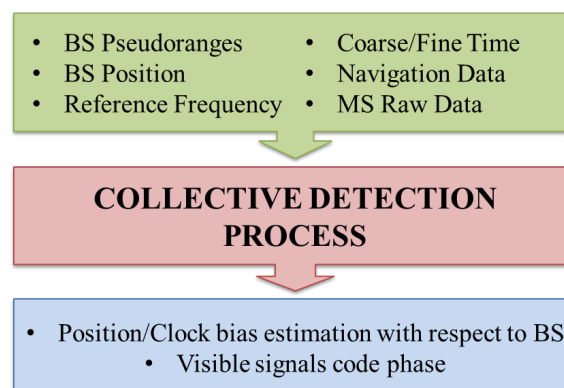 • BS Pseudoranges
• BS Position
• Reference Frequency
• Coarse/Fine Time
• Navigation Data
• MS Raw Data
COLLECTIVE DETECTION
PROCESS
• Position/Clock bias estimation with respect to BS
• Visible signals code phase